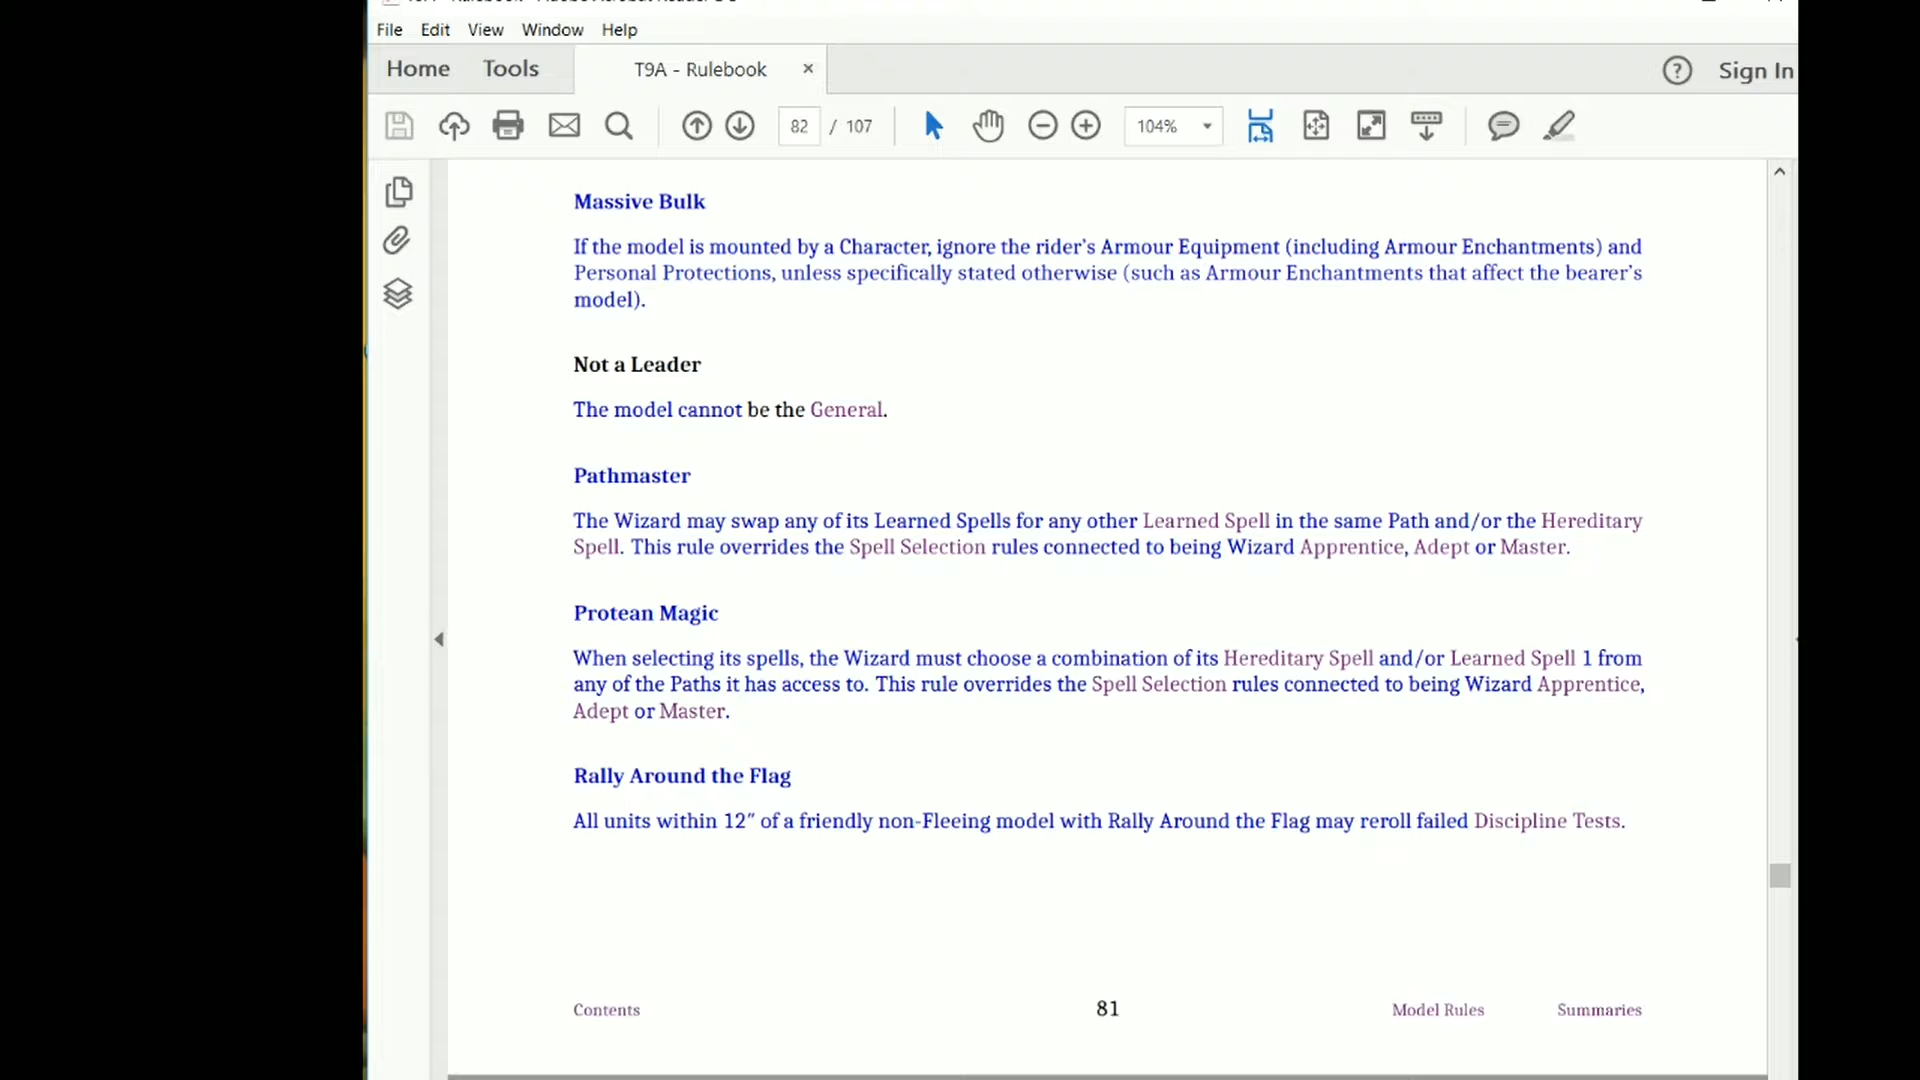 File Edit View Window Help
Home Tools T9A - Rulebook × ? Sign In
82 / 107 104%
Massive Bulk
If the model is mounted by a Character, ignore the rider's Armour Equipment (including Armour Enchantments) and
Personal Protections, unless specifically stated otherwise (such as Armour Enchantments that affect the bearer's
model).
Not a Leader
The model cannot be the General.
Pathmaster
The Wizard may swap any of its Learned Spells for any other Learned Spell in the same Path and/or the Hereditary
Spell. This rule overrides the Spell Selection rules connected to being Wizard Apprentice, Adept or Master.
Protean Magic
When selecting its spells, the Wizard must choose a combination of its Hereditary Spell and/or Learned Spell 1 from
any of the Paths it has access to. This rule overrides the Spell Selection rules connected to being Wizard Apprentice,
Adept or Master.
Rally Around the Flag
All units within 12″ of a friendly non-Fleeing model with Rally Around the Flag may reroll failed Discipline Tests.
Contents 81 Model Rules Summaries